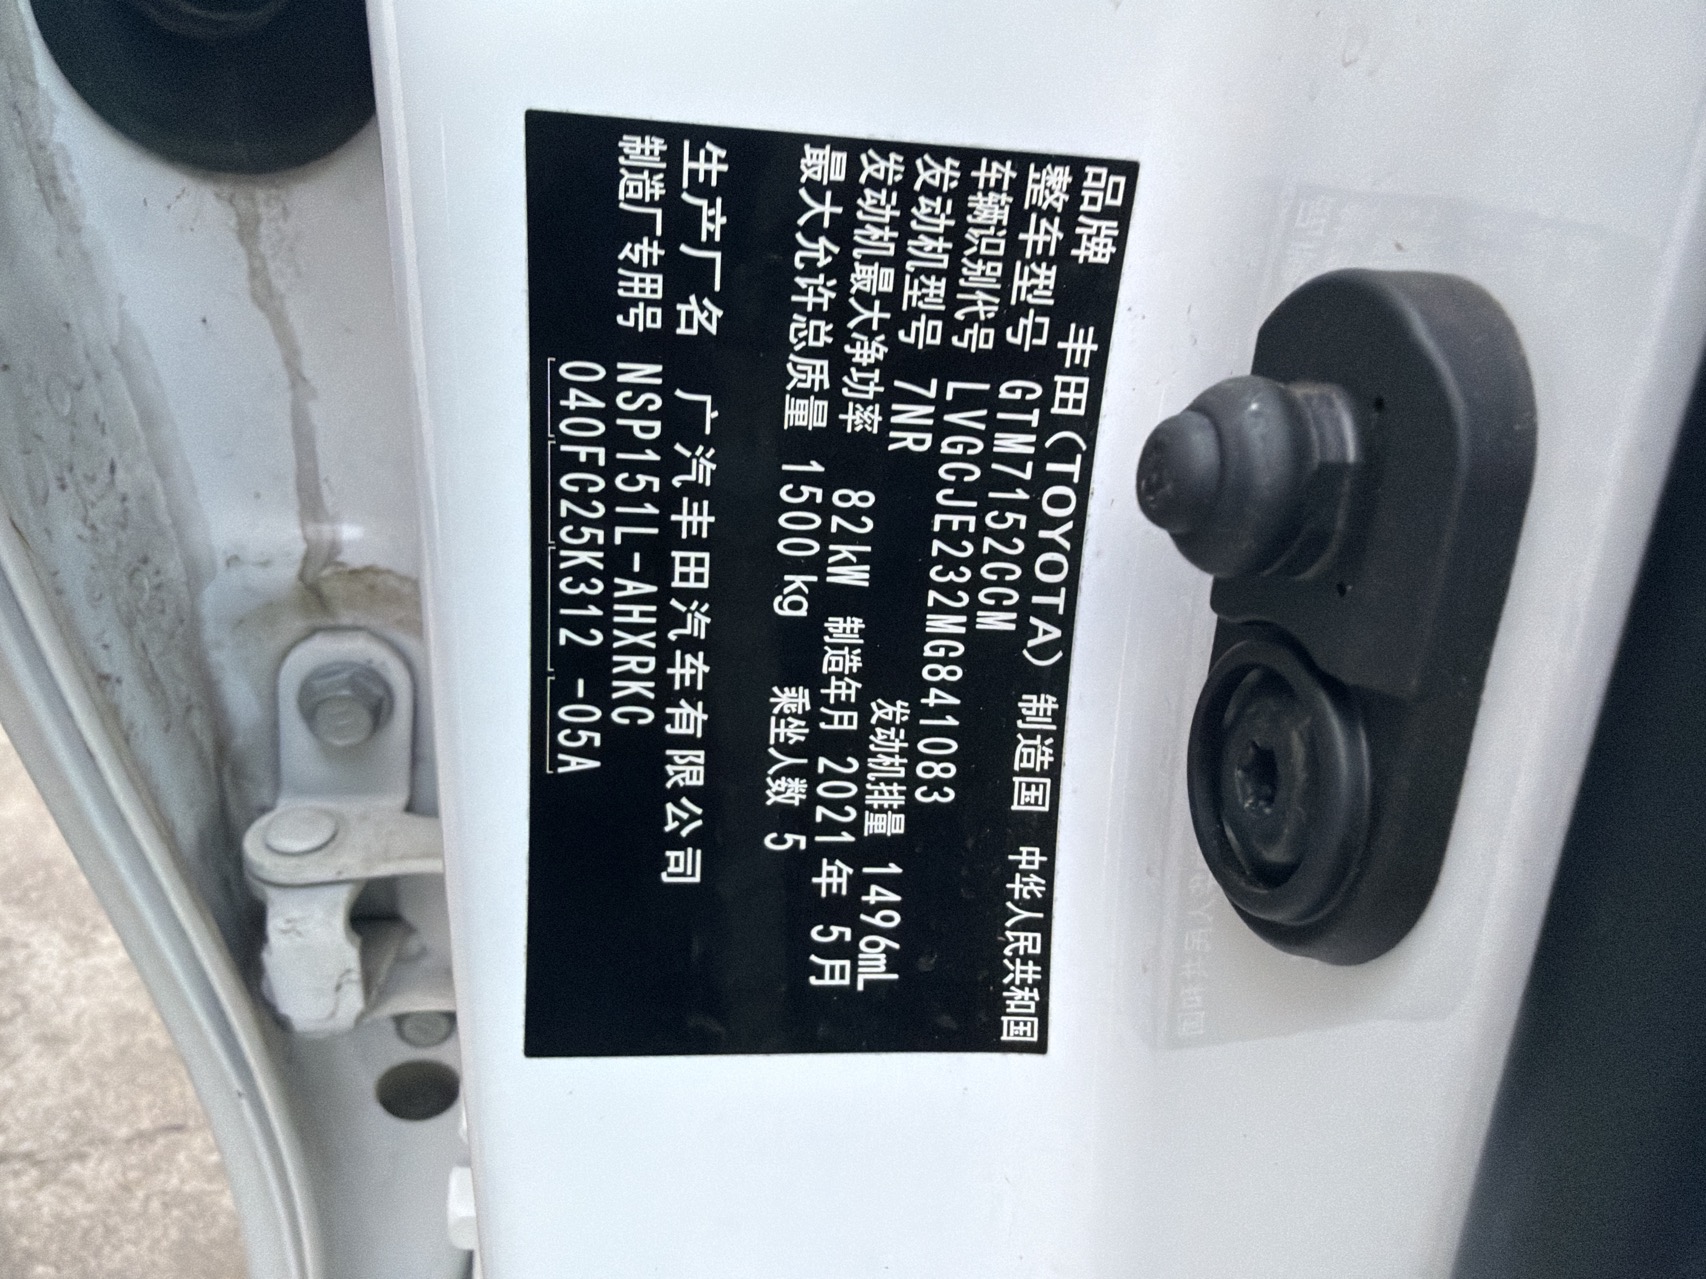 品牌 丰田（TOYOTA） 制造国 中华人民共和国
整车型号 GTM7152GCM
车辆识别代号 LVGCJE232MG841083
发动机型号 7NR 发动机排量 1496mL
发动机最大净功率 82kW 制造年月 2021年 5月
最大允许总质量 1500kg 乘坐人数 5
生产厂名 广汽丰田汽车有限公司
制造厂专用号 NSP151L-AHXRKC
040FC25K312 -05A